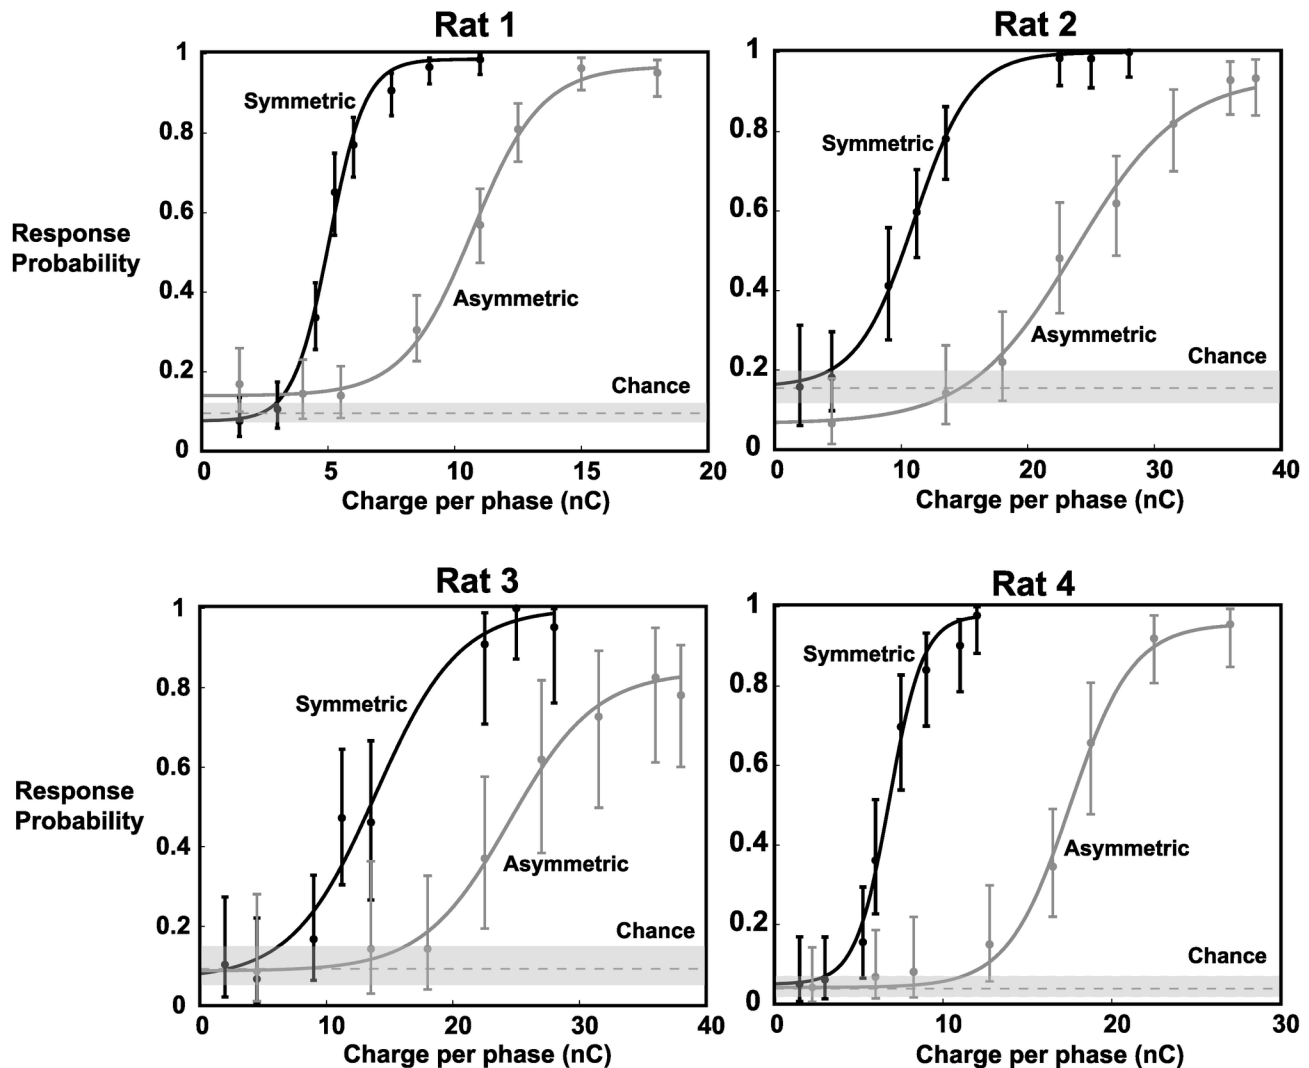 Rat 1
Rat 2
1
0.8
0.6
0.4
0.2
0
Response
Probability
Symmetric
Asymmetric
Chance
0 5 10 15 20
Charge per phase (nC)
1
0.8
0.6
0.4
0.2
0
Symmetric
Asymmetric
Chance
0 10 20 30 40
Charge per phase (nC)
Rat 3
Rat 4
1
0.8
0.6
0.4
0.2
0
Response
Probability
Symmetric
Asymmetric
Chance
0 10 20 30 40
Charge per phase (nC)
1
0.8
0.6
0.4
0.2
0
Symmetric
Asymmetric
Chance
0 10 20 30
Charge per phase (nC)